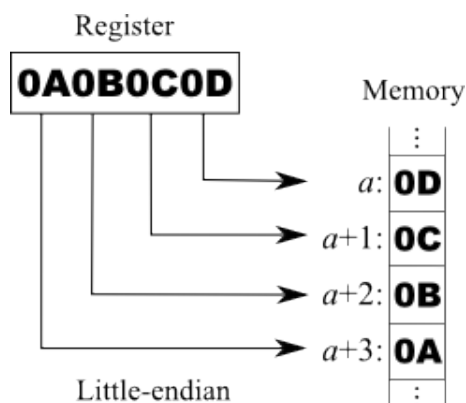 Register
0A0B0C0D
Memory
⋮
a: 0D
a+1: 0C
a+2: 0B
a+3: 0A
⋮
Little-endian